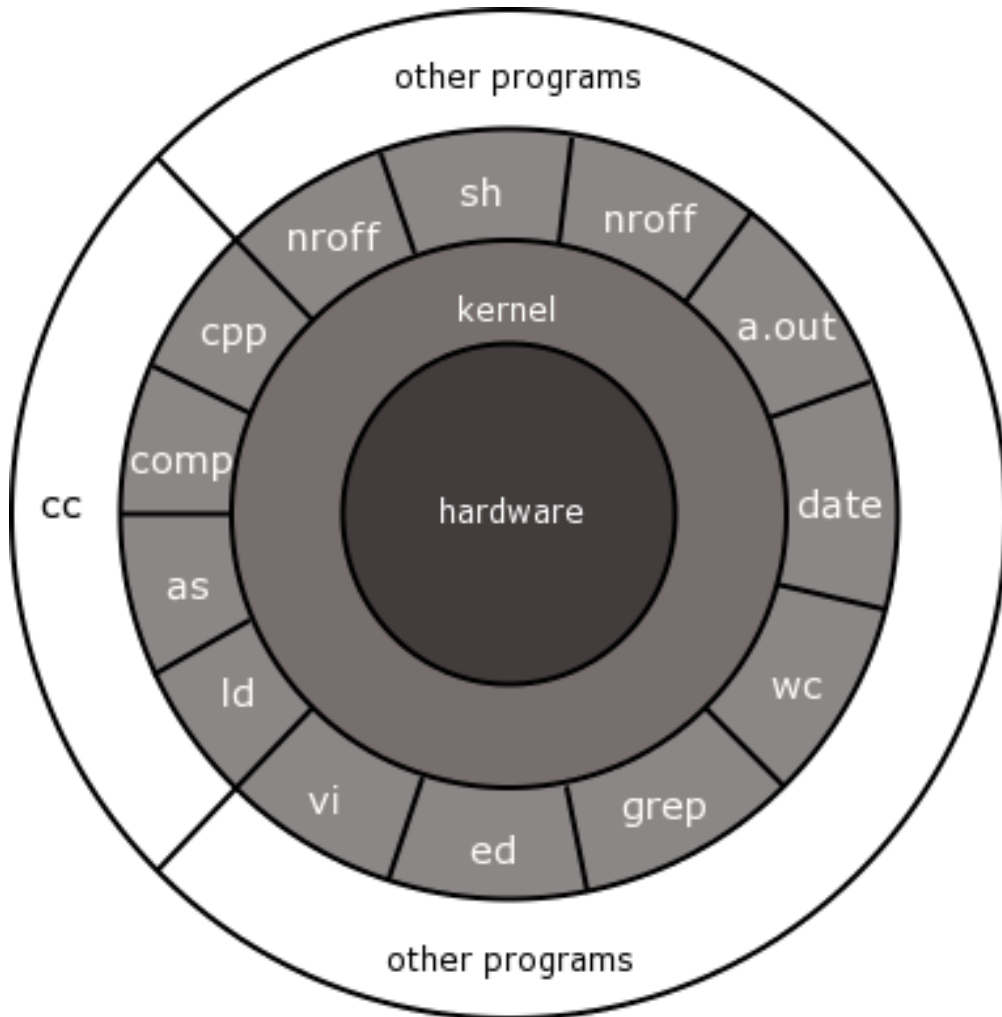 other programs
sh
nroff
nroff
kernel
a.out
cpp
comp
cc
hardware
date
as
ld
wc
vi
grep
ed
other programs